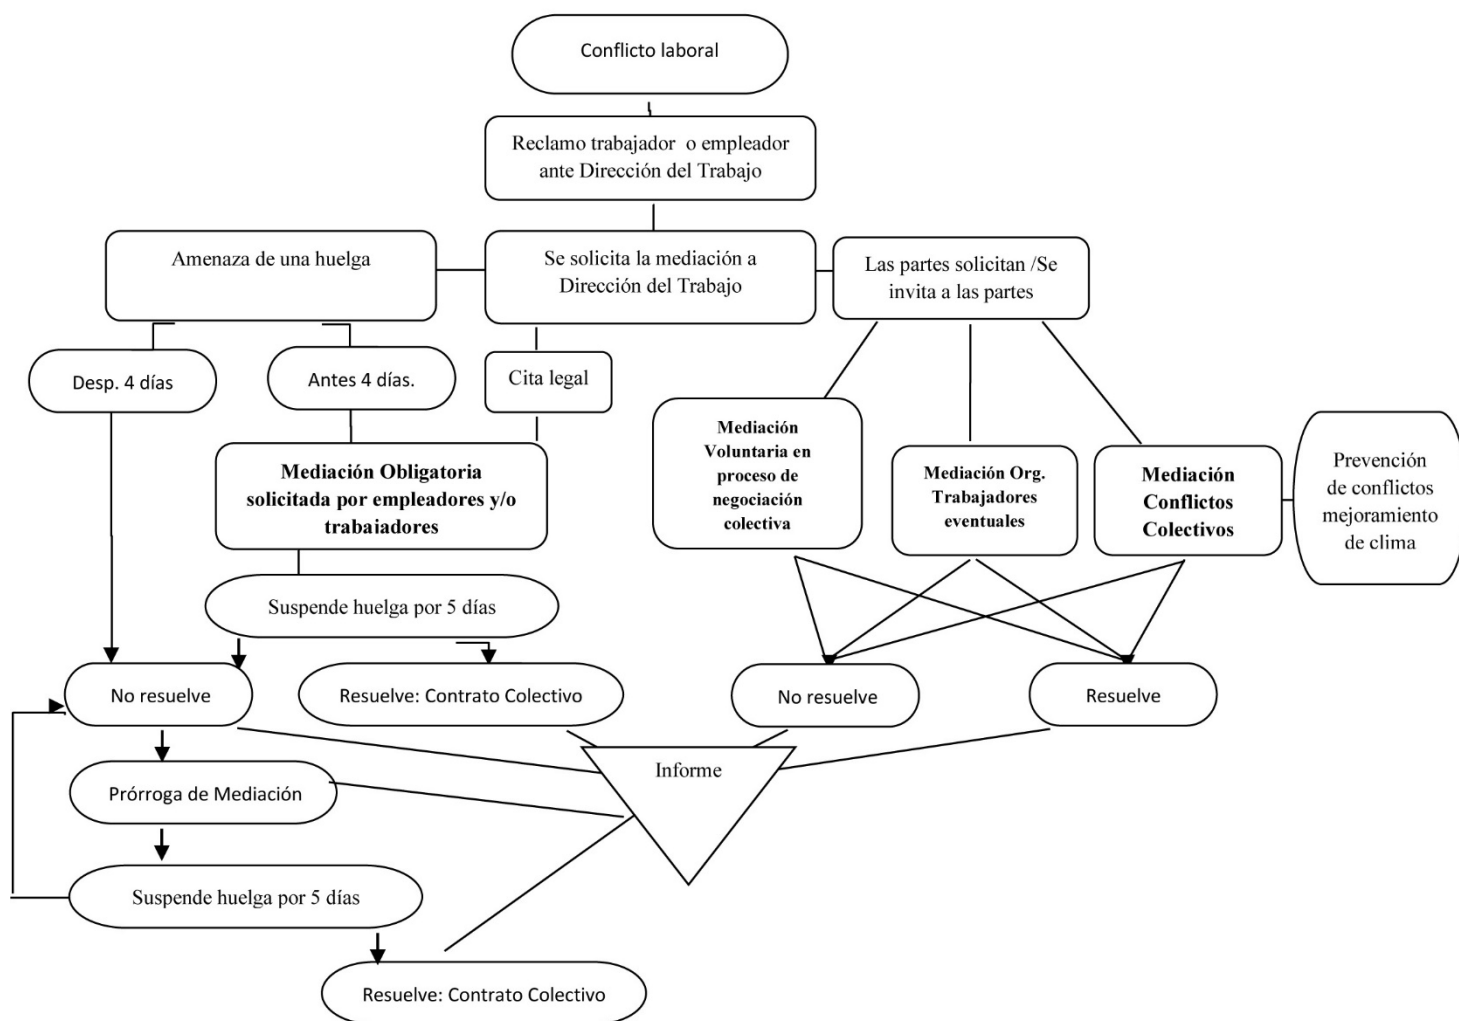 Conflicto laboral
Reclamo trabajador o empleador
ante Dirección del Trabajo
Amenaza de una huelga
Se solicita la mediación a
Dirección del Trabajo
Las partes solicitan /Se
invita a las partes
Desp. 4 días
Antes 4 días.
Cita legal
Mediación Obligatoria
solicitada por empleadores y/o
trabaiadores
Mediación
Voluntaria en
proceso de
negociación
colectiva
Mediación Org.
Trabajadores
eventuales
Mediación
Conflictos
Colectivos
Prevención
de conflictos
mejoramiento
de clima
Suspende huelga por 5 días
No resuelve
Resuelve: Contrato Colectivo
No resuelve
Resuelve
Informe
Prórroga de Mediación
Suspende huelga por 5 días
Resuelve: Contrato Colectivo